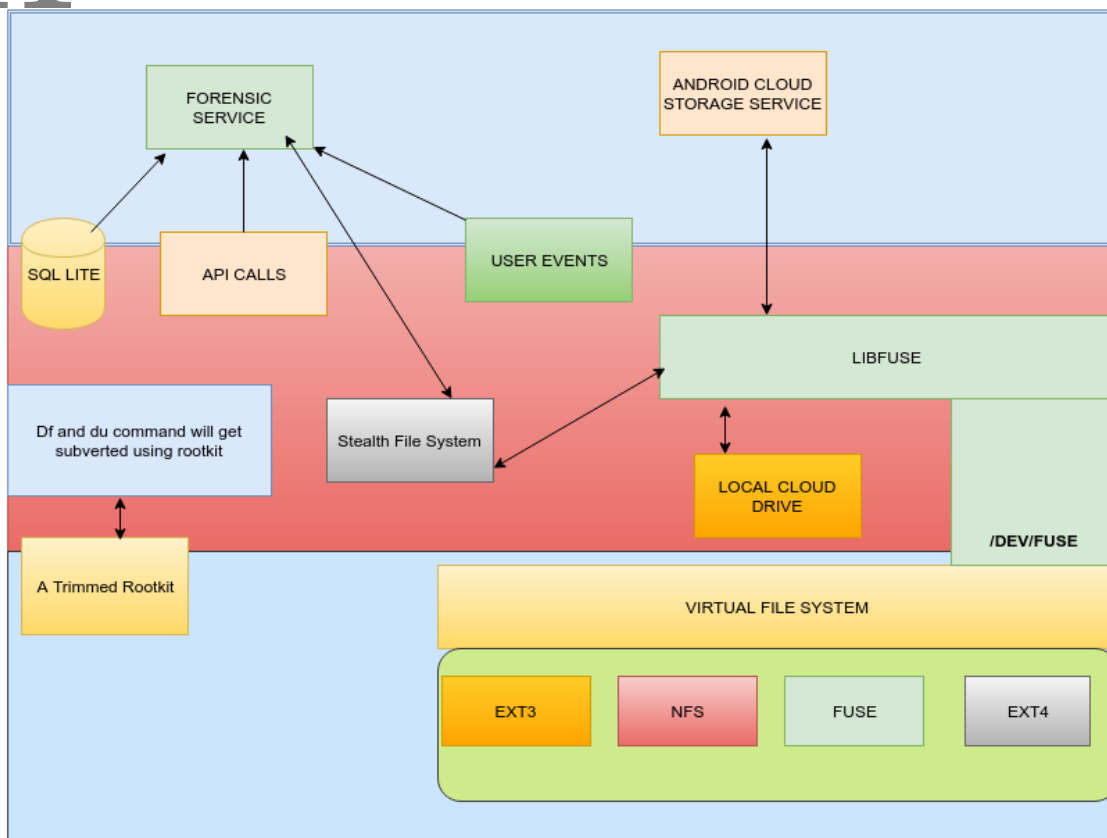 FORENSIC
SERVICE
ANDROID CLOUD
STORAGE SERVICE
SQL LITE
API CALLS
USER EVENTS
LIBFUSE
Df and du command will get
subverted using rootkit
Stealth File System
LOCAL CLOUD
DRIVE
/DEV/FUSE
A Trimmed Rootkit
VIRTUAL FILE SYSTEM
EXT3
NFS
FUSE
EXT4